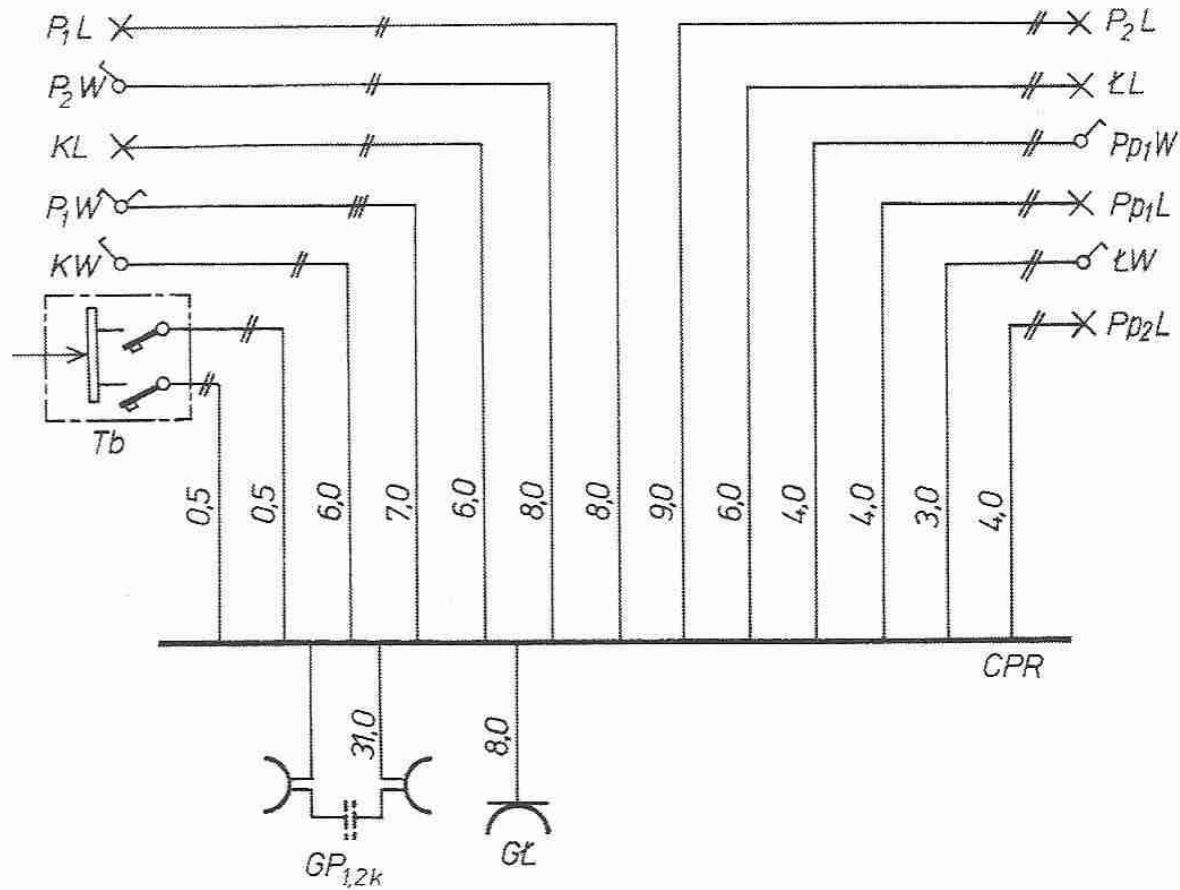 P₁L
P₂W
KL
P₁W
KW
Tb
P₂L
ŁL
Pp₁W
Pp₁L
ŁW
Pp₂L
0,5
0,5
6,0
7,0
6,0
8,0
8,0
9,0
6,0
4,0
4,0
3,0
4,0
CPR
31,0
8,0
GP₁,₂k
GŁ